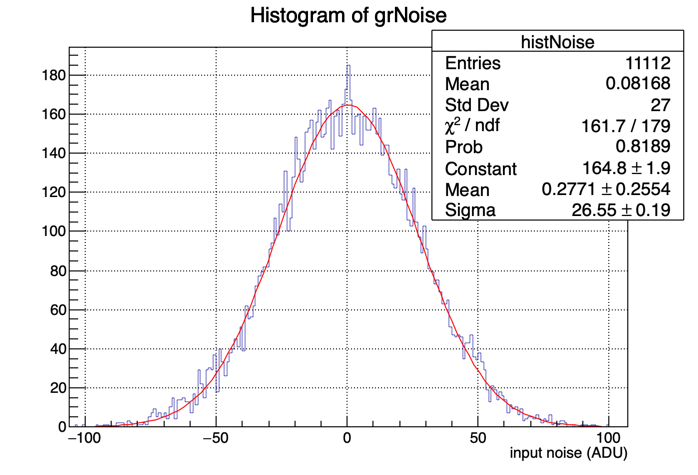 Histogram of grNoise
histNoise
Entries 11112
Mean 0.08168
Std Dev 27
χ² / ndf 161.7 / 179
Prob 0.8189
Constant 164.8 ± 1.9
Mean 0.2771 ± 0.2554
Sigma 26.55 ± 0.19
180
160
140
120
100
80
60
40
20
0
−100 −50 0 50 100
input noise (ADU)